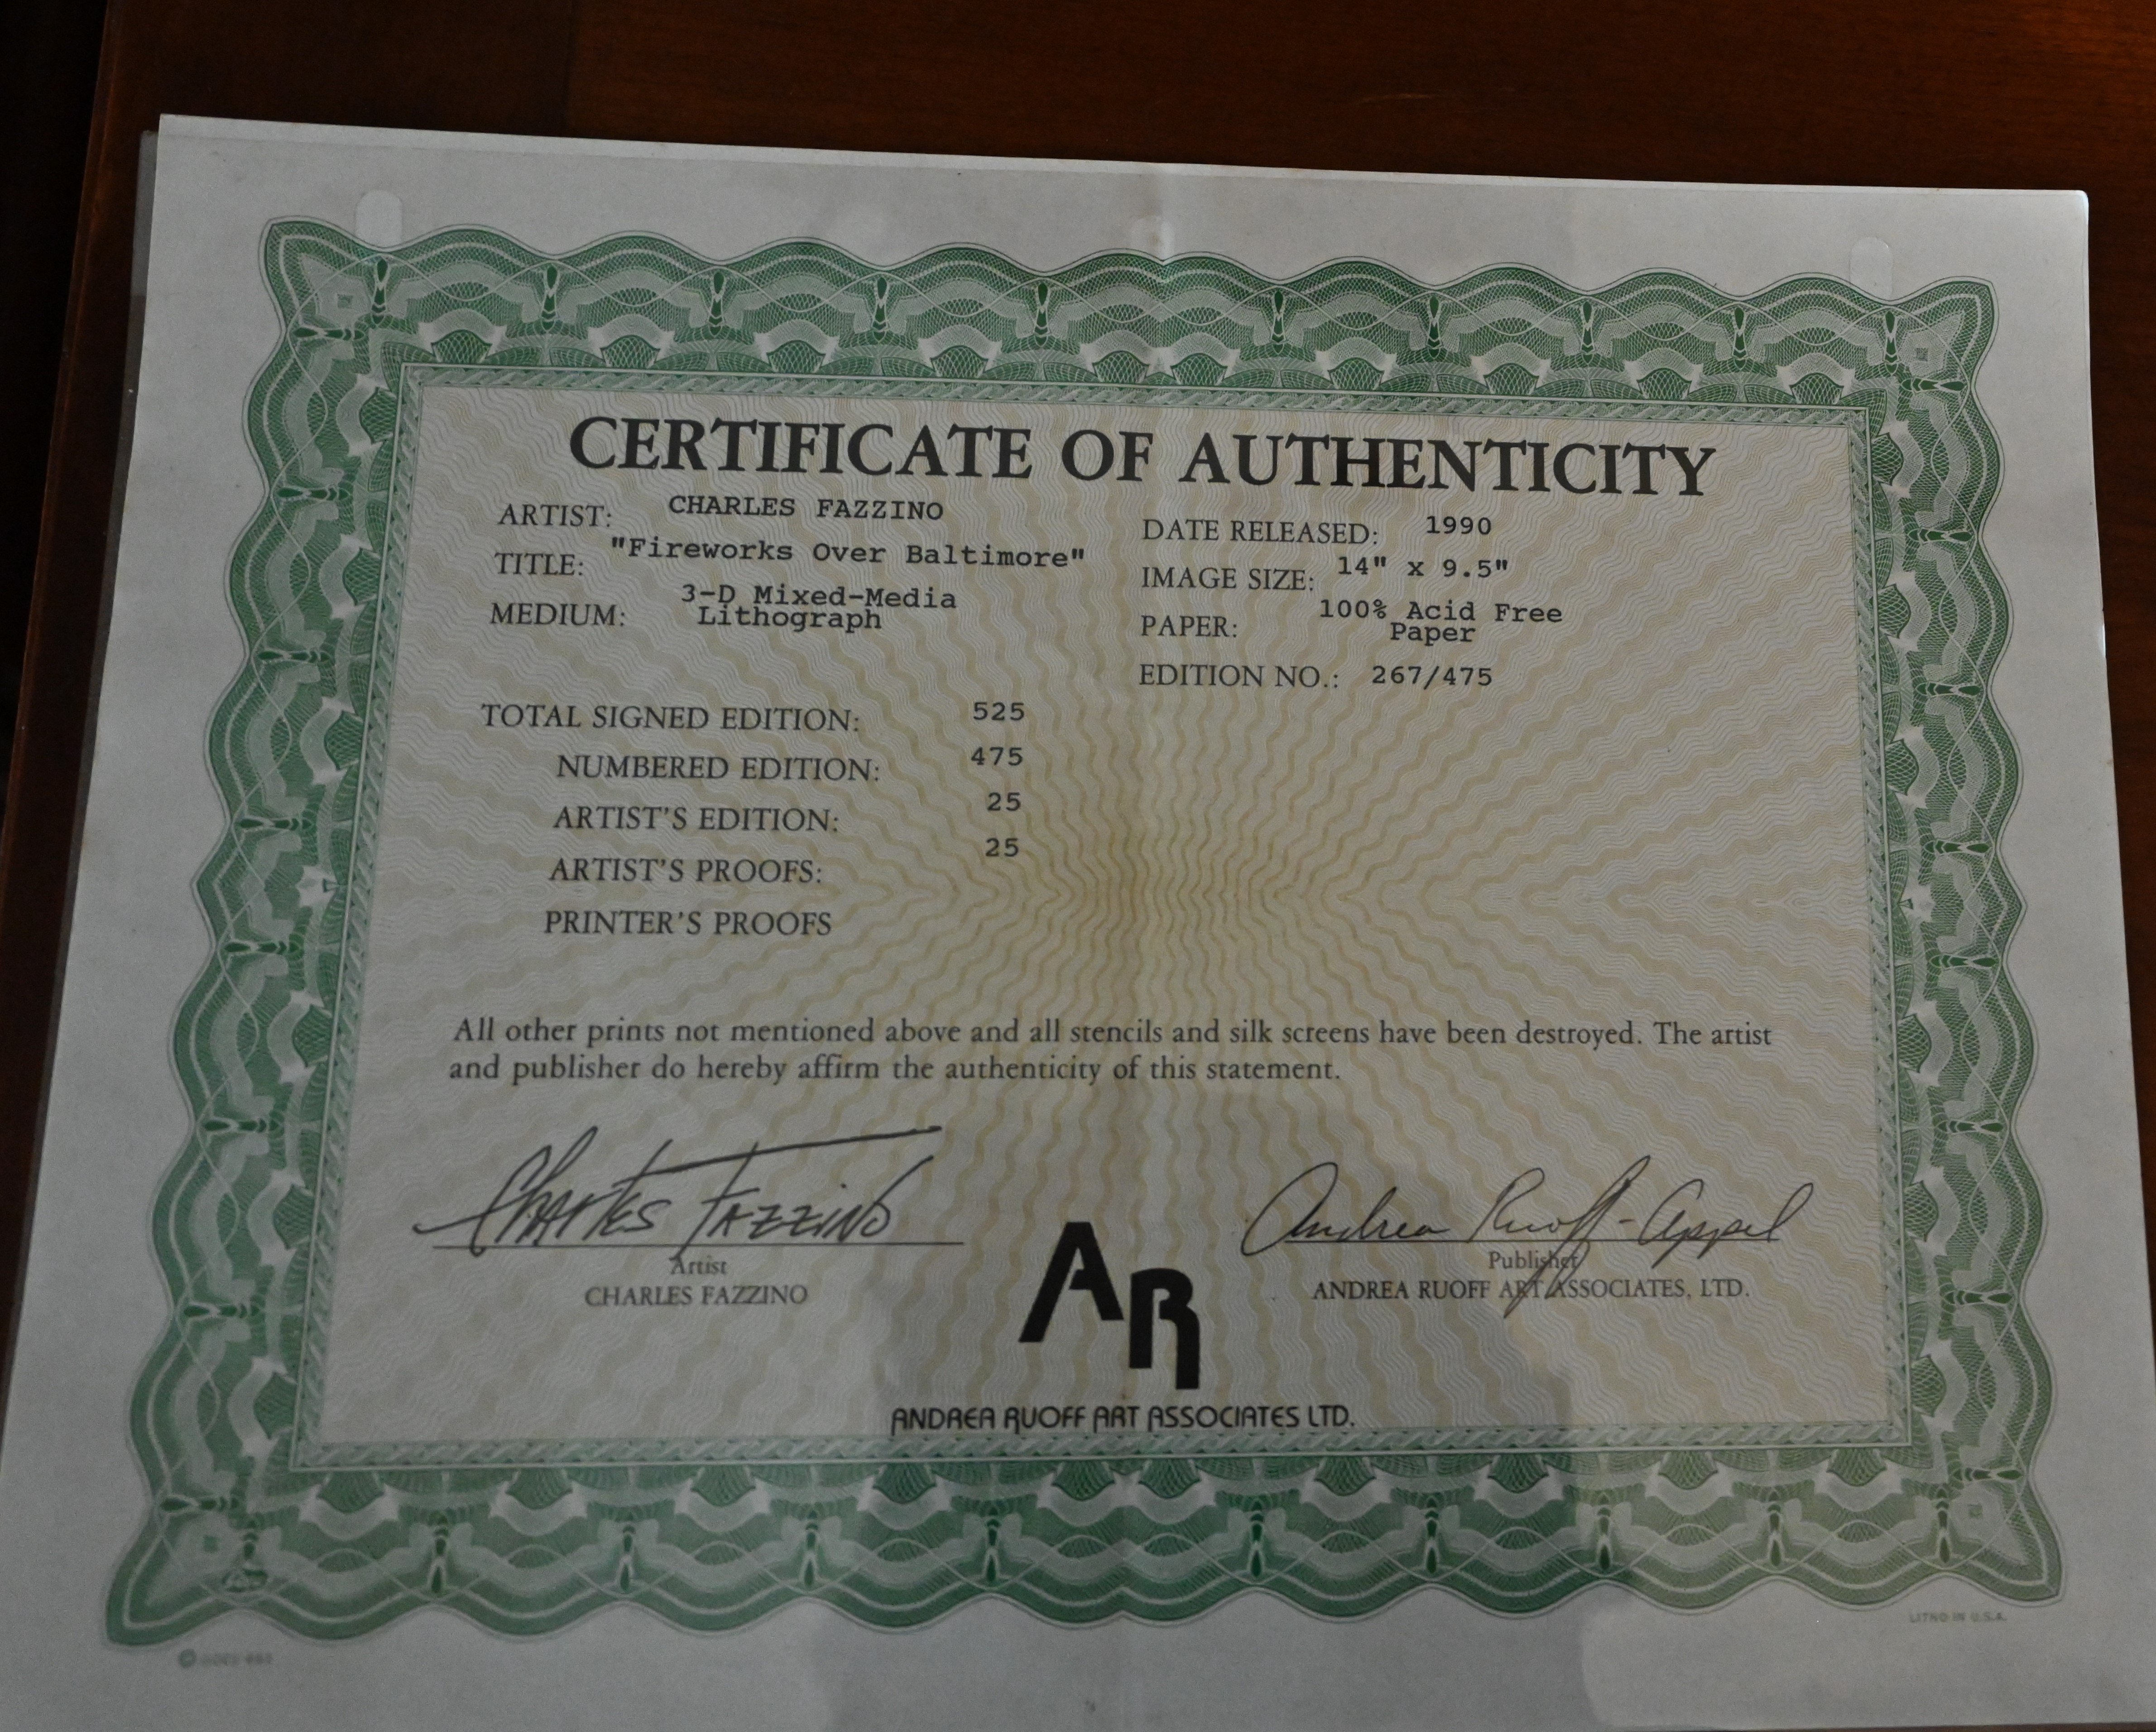 CERTIFICATE OF AUTHENTICITY
ARTIST: CHARLES FAZZINO
TITLE: "Fireworks Over Baltimore"
MEDIUM: 3-D Mixed-Media
Lithograph
DATE RELEASED: 1990
IMAGE SIZE: 14" x 9.5"
PAPER: 100% Acid Free
Paper
EDITION NO.: 267/475
TOTAL SIGNED EDITION: 525
NUMBERED EDITION: 475
ARTIST'S EDITION: 25
ARTIST'S PROOFS: 25
PRINTER'S PROOFS
All other prints not mentioned above and all stencils and silk screens have been destroyed. The artist
and publisher do hereby affirm the authenticity of this statement.
Charles Fazzino
Artist
CHARLES FAZZINO
Andrea Ruoff-Appel
Publisher
ANDREA RUOFF ART ASSOCIATES, LTD.
AR
ANDREA RUOFF ART ASSOCIATES LTD.
LITHO IN U.S.A.